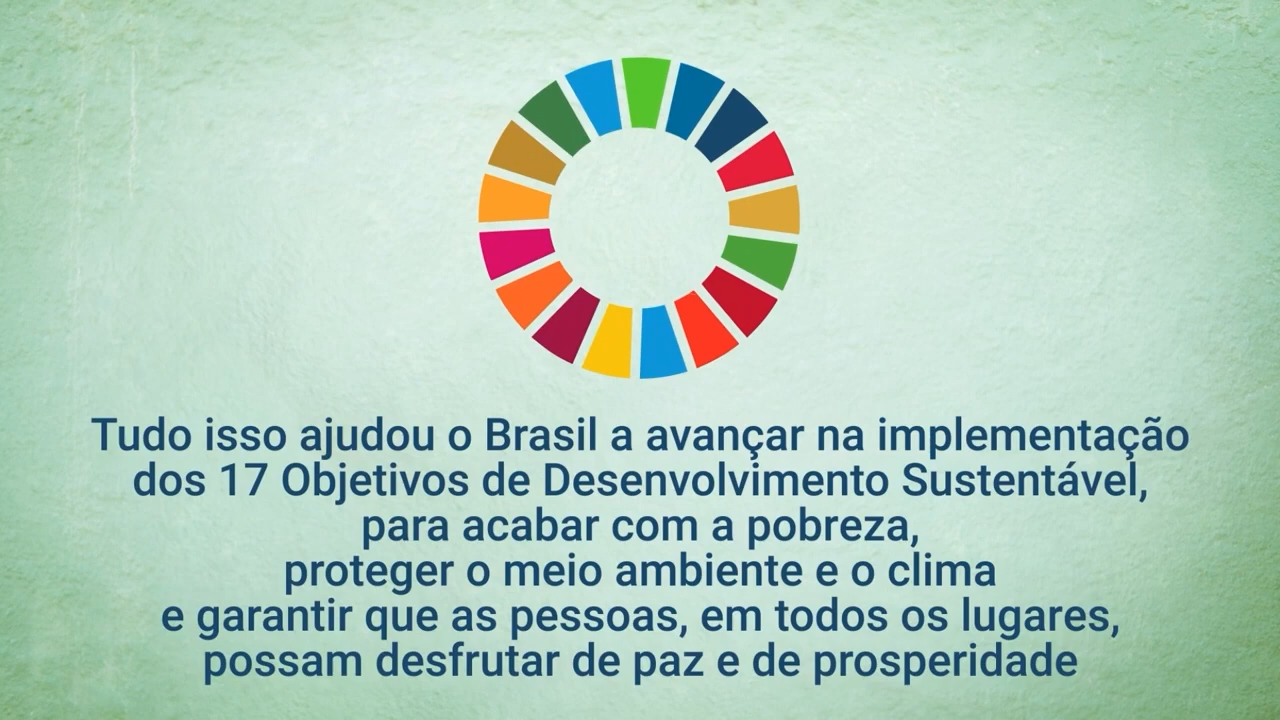 Tudo isso ajudou o Brasil a avançar na implementação
dos 17 Objetivos de Desenvolvimento Sustentável,
para acabar com a pobreza,
proteger o meio ambiente e o clima
e garantir que as pessoas, em todos os lugares,
possam desfrutar de paz e de prosperidade